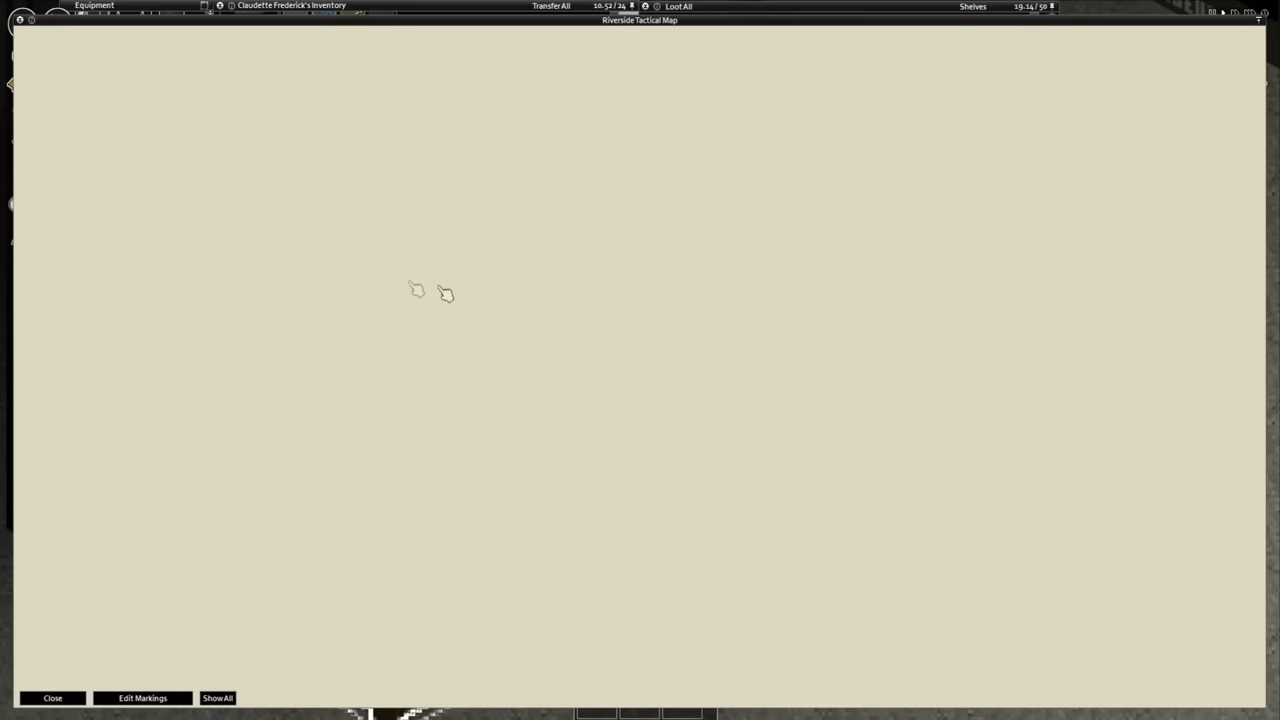 Equipment
Claudette Frederick's Inventory
Transfer All
10.52 / 24
Loot All
Shelves
19.14 / 50
Riverside Tactical Map
Close
Edit Markings
Show All